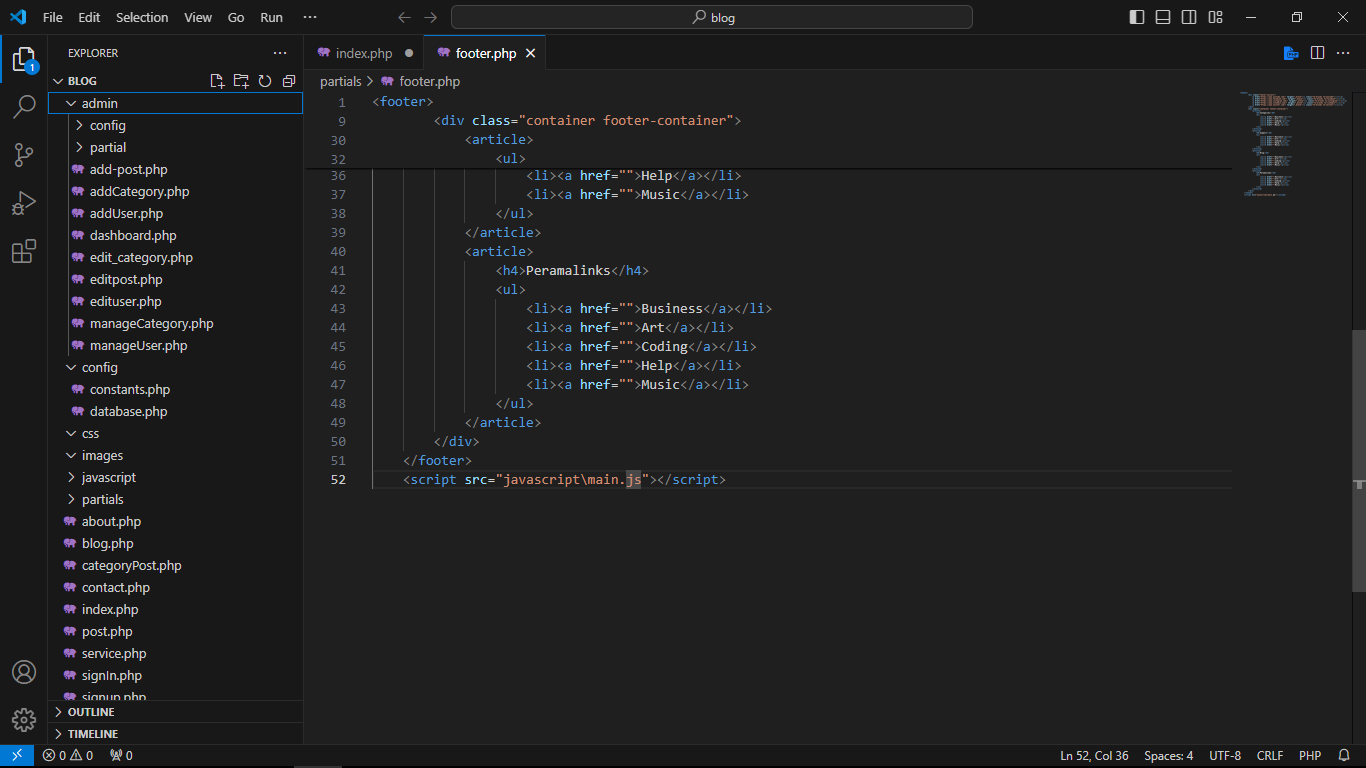 File Edit Selection View Go Run ···
blog
EXPLORER ···
BLOG
admin
config
partial
add-post.php
addCategory.php
addUser.php
dashboard.php
edit_category.php
editpost.php
edituser.php
manageCategory.php
manageUser.php
config
constants.php
database.php
css
images
javascript
partials
about.php
blog.php
categoryPost.php
contact.php
index.php
post.php
service.php
signIn.php
signup.php
OUTLINE
TIMELINE
1
index.php footer.php
partials > footer.php
1 <footer>
9 <div class="container footer-container">
30 <article>
32 <ul>
36 <li><a href="">Help</a></li>
37 <li><a href="">Music</a></li>
38 </ul>
39 </article>
40 <article>
41 <h4>Peramalinks</h4>
42 <ul>
43 <li><a href="">Business</a></li>
44 <li><a href="">Art</a></li>
45 <li><a href="">Coding</a></li>
46 <li><a href="">Help</a></li>
47 <li><a href="">Music</a></li>
48 </ul>
49 </article>
50 </div>
51 </footer>
52 <script src="javascript\main.js"></script>
0 0 0 Ln 52, Col 36 Spaces: 4 UTF-8 CRLF PHP